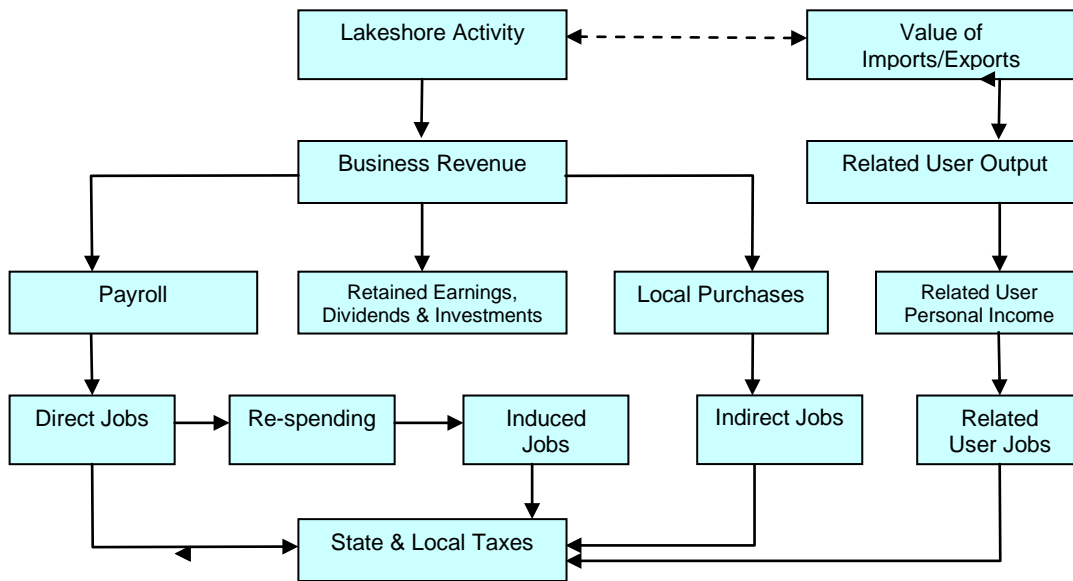 Lakeshore Activity
Value of
Imports/Exports
Business Revenue
Related User Output
Payroll
Retained Earnings,
Dividends & Investments
Local Purchases
Related User
Personal Income
Direct Jobs
Re-spending
Induced
Jobs
Indirect Jobs
Related
User Jobs
State & Local Taxes